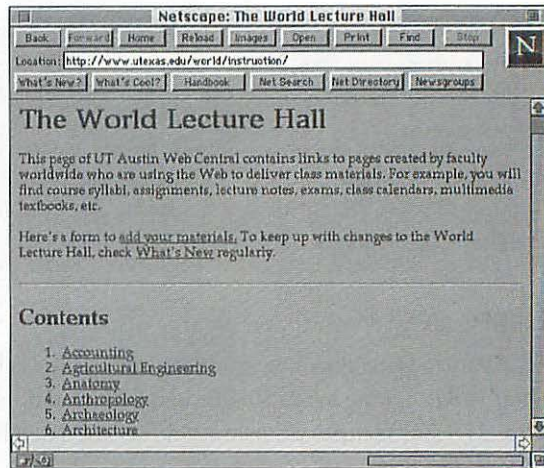 Netscape: The World Lecture Hall
Back Forward Home Reload Images Open Print Find Stop
N
Location: http://www.utexas.edu/world/instruction/
What's New? What's Cool? Handbook Net Search Net Directory Newsgroups
The World Lecture Hall
This page of UT Austin Web Central contains links to pages created by faculty
worldwide who are using the Web to deliver class materials. For example, you will
find course syllabi, assignments, lecture notes, exams, class calendars, multimedia
textbooks, etc.
Here's a form to add your materials. To keep up with changes to the World
Lecture Hall, check What's New regularly.
Contents
1. Accounting
2. Agricultural Engineering
3. Anatomy
4. Anthropology
5. Archaeology
6. Architecture